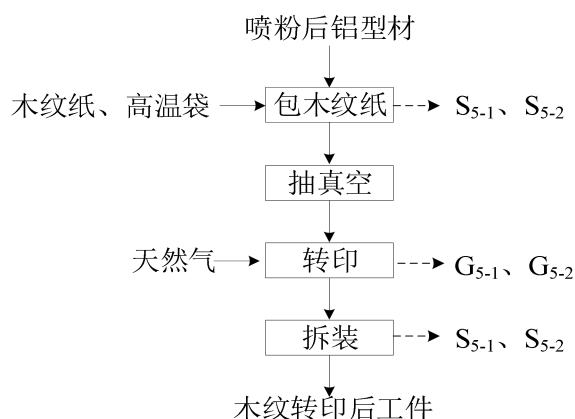 喷粉后铝型材
木纹纸、高温袋 包木纹纸 S5-1、S5-2
抽真空
天然气 转印 G5-1、G5-2
拆装 S5-1、S5-2
木纹转印后工件